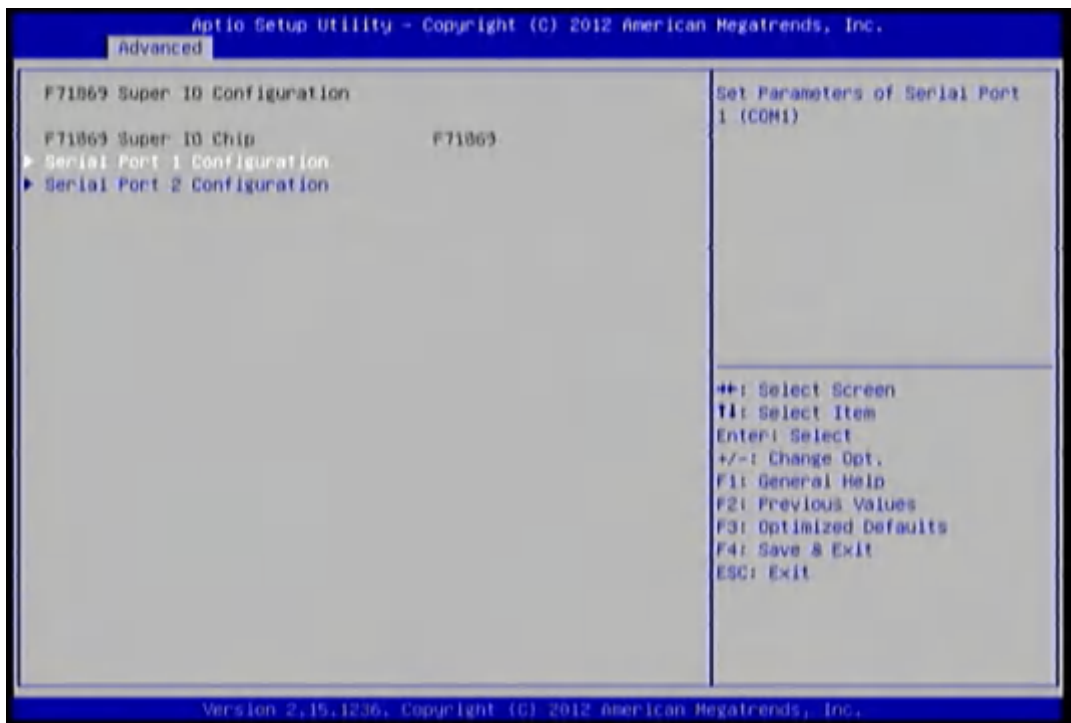 Aptio Setup Utility - Copyright (C) 2012 American Megatrends, Inc.
Advanced
F71869 Super IO Configuration
F71869 Super IO Chip F71869
Serial Port 1 Configuration
Serial Port 2 Configuration
Set Parameters of Serial Port
1 (COM1)
→←: Select Screen
↑↓: Select Item
Enter: Select
+/-: Change Opt.
F1: General Help
F2: Previous Values
F3: Optimized Defaults
F4: Save & Exit
ESC: Exit
Version 2.15.1236. Copyright (C) 2012 American Megatrends, Inc.